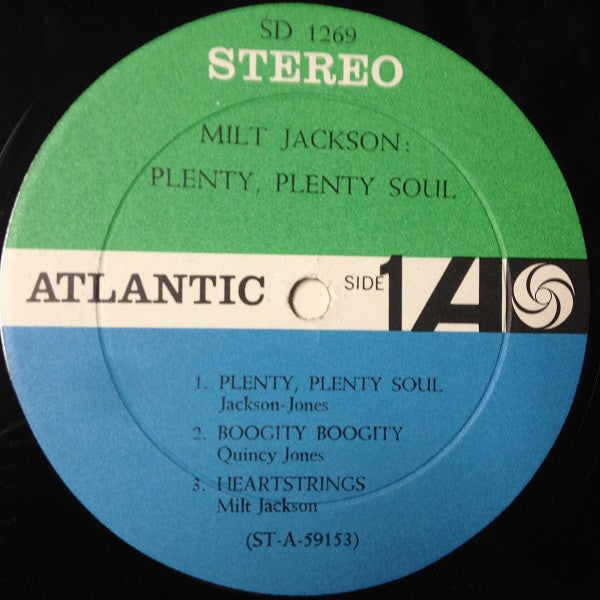 SD 1269
STEREO
MILT JACKSON:
PLENTY, PLENTY SOUL
ATLANTIC SIDE 1 A
1. PLENTY, PLENTY SOUL
Jackson-Jones
2. BOOGITY BOOGITY
Quincy Jones
3. HEARTSTRINGS
Milt Jackson
(ST-A-59153)